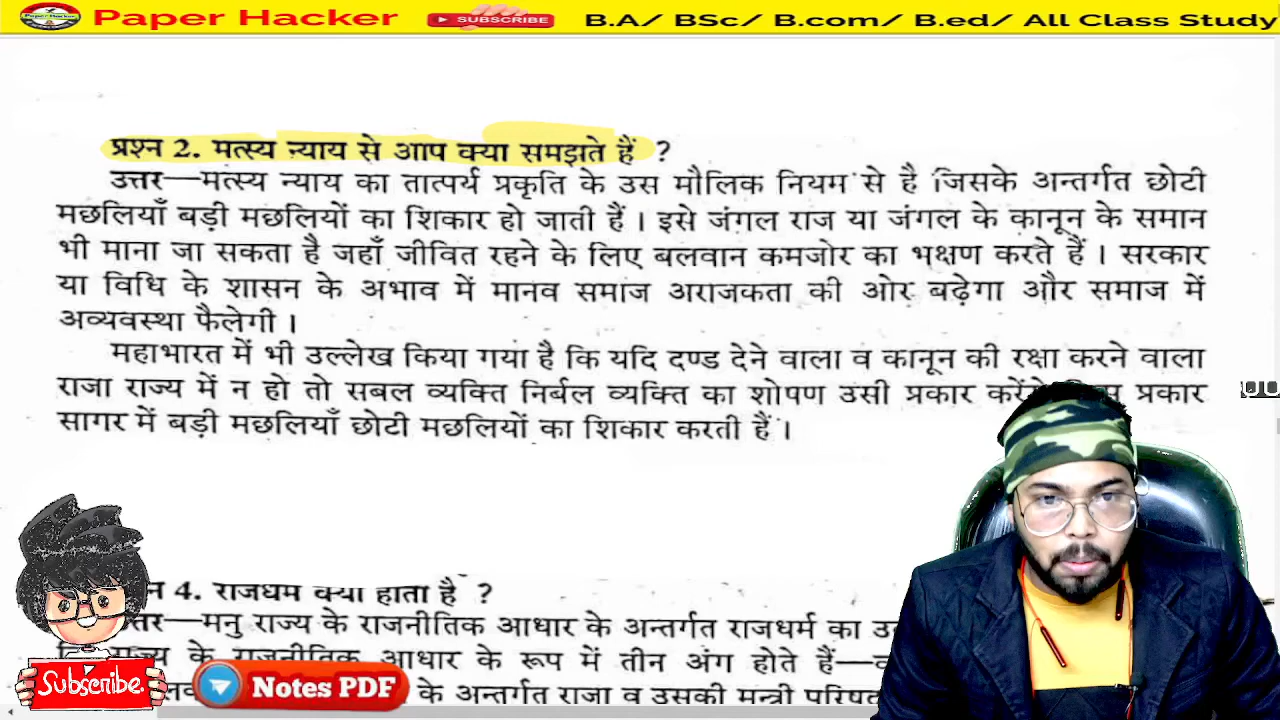 Paper Hacker
SUBSCRIBE
B.A/ BSc/ B.com/ B.ed/ All Class Study
प्रश्न 2. मत्स्य न्याय से आप क्या समझते हैं ?
उत्तर—मत्स्य न्याय का तात्पर्य प्रकृति के उस मौलिक नियम से है जिसके अन्तर्गत छोटी
मछलियाँ बड़ी मछलियों का शिकार हो जाती हैं । इसे जंगल राज या जंगल के कानून के समान
भी माना जा सकता है जहाँ जीवित रहने के लिए बलवान कमजोर का भक्षण करते हैं । सरकार
या विधि के शासन के अभाव में मानव समाज अराजकता की ओर बढ़ेगा और समाज में
अव्यवस्था फैलेगी ।
महाभारत में भी उल्लेख किया गया है कि यदि दण्ड देने वाला व कानून की रक्षा करने वाला
राजा राज्य में न हो तो सबल व्यक्ति निर्बल व्यक्ति का शोषण उसी प्रकार प्रकार
सागर में बड़ी मछलियाँ छोटी मछलियों का शिकार करती हैं ।
4. राजधम क्या हाता है ?
मनु राज्य के राजनीतिक आधार के अन्तर्गत राजधर्म का
राज्य के राजनीतिक आधार के रूप में तीन अंग होते हैं—
के अन्तर्गत राजा व उसकी मन्त्री
Subscribe.
Notes PDF